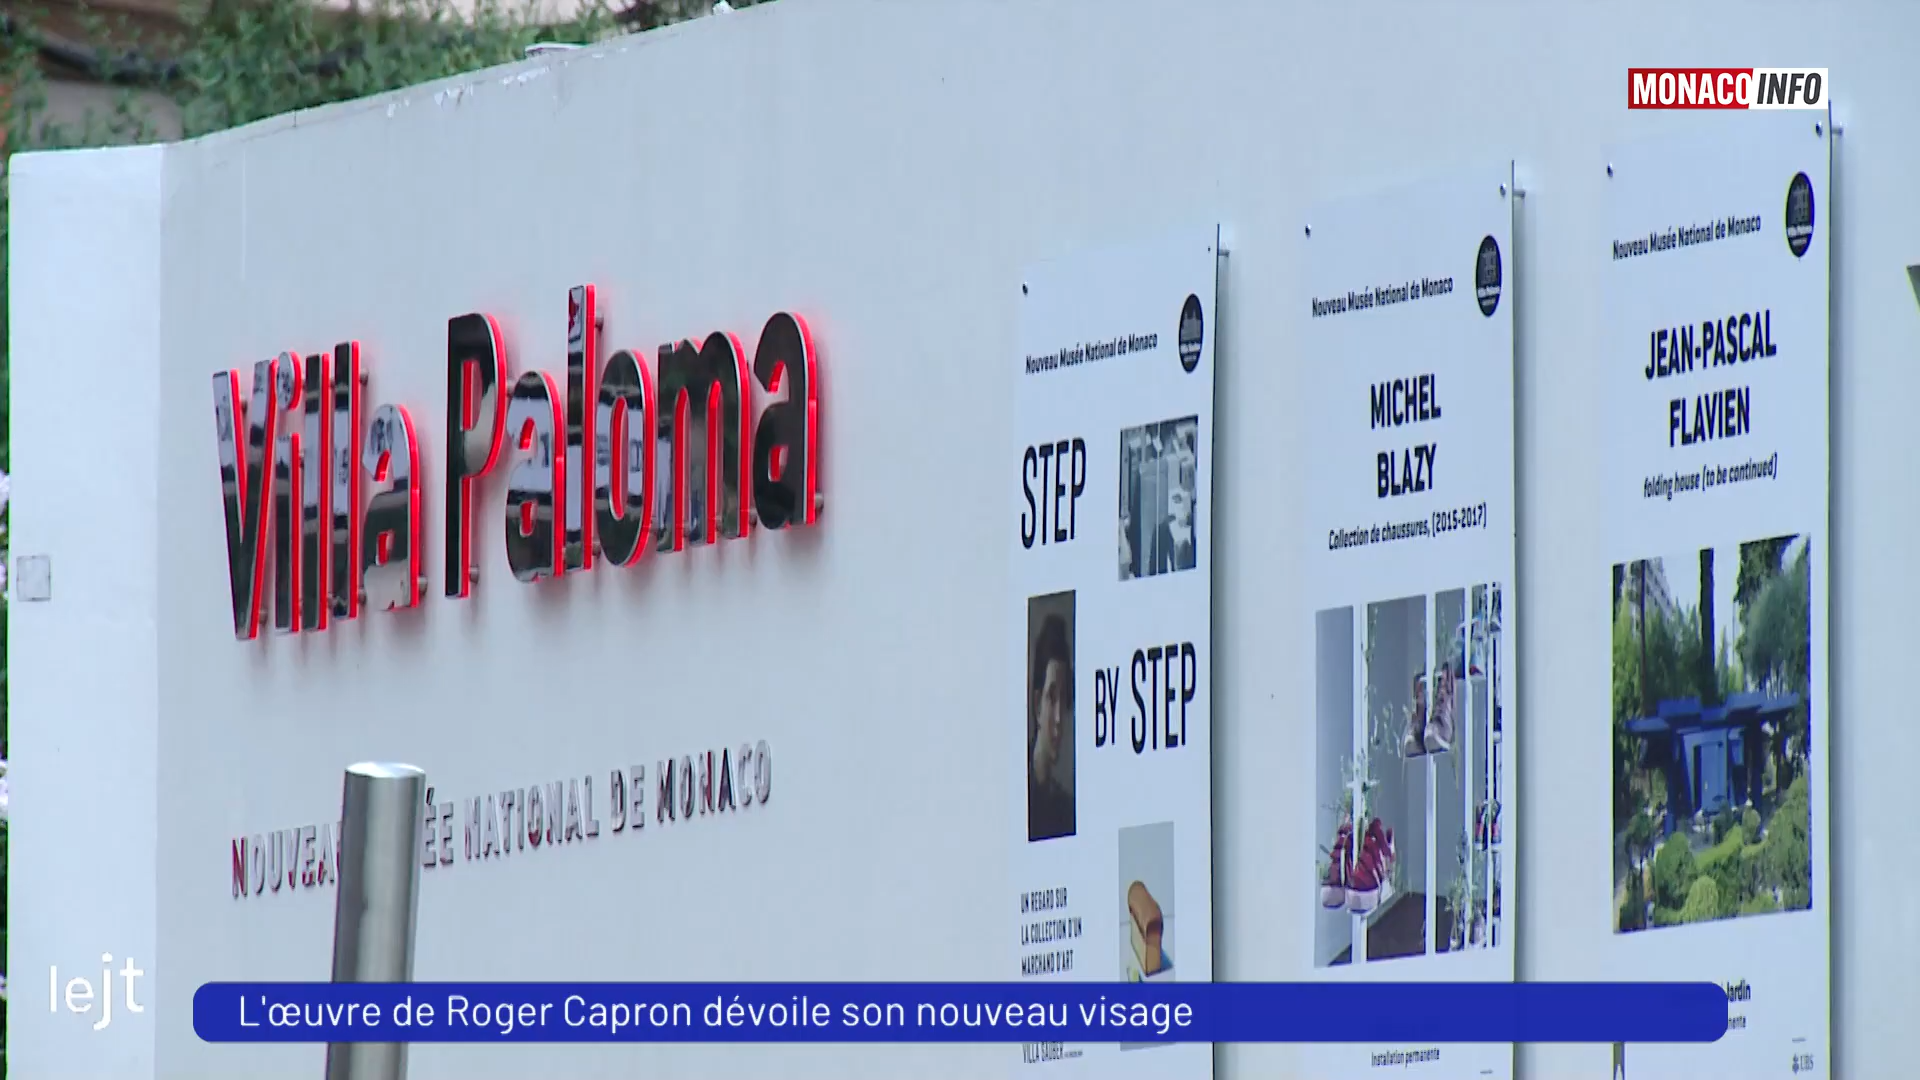 MONACO INFO
Villa Paloma
NOUVEAU MUSÉE NATIONAL DE MONACO
Nouveau Musée National de Monaco
STEP
BY STEP
UN REGARD SUR
LA COLLECTION D'UN
MARCHAND D'ART
VILLA SAUBER
Nouveau Musée National de Monaco
MICHEL
BLAZY
Collection de chaussures, (2015-2017)
Installation permanente
Nouveau Musée National de Monaco
JEAN-PASCAL
FLAVIEN
folding house (to be continued)
Jardin
UBS
lejt
L'œuvre de Roger Capron dévoile son nouveau visage